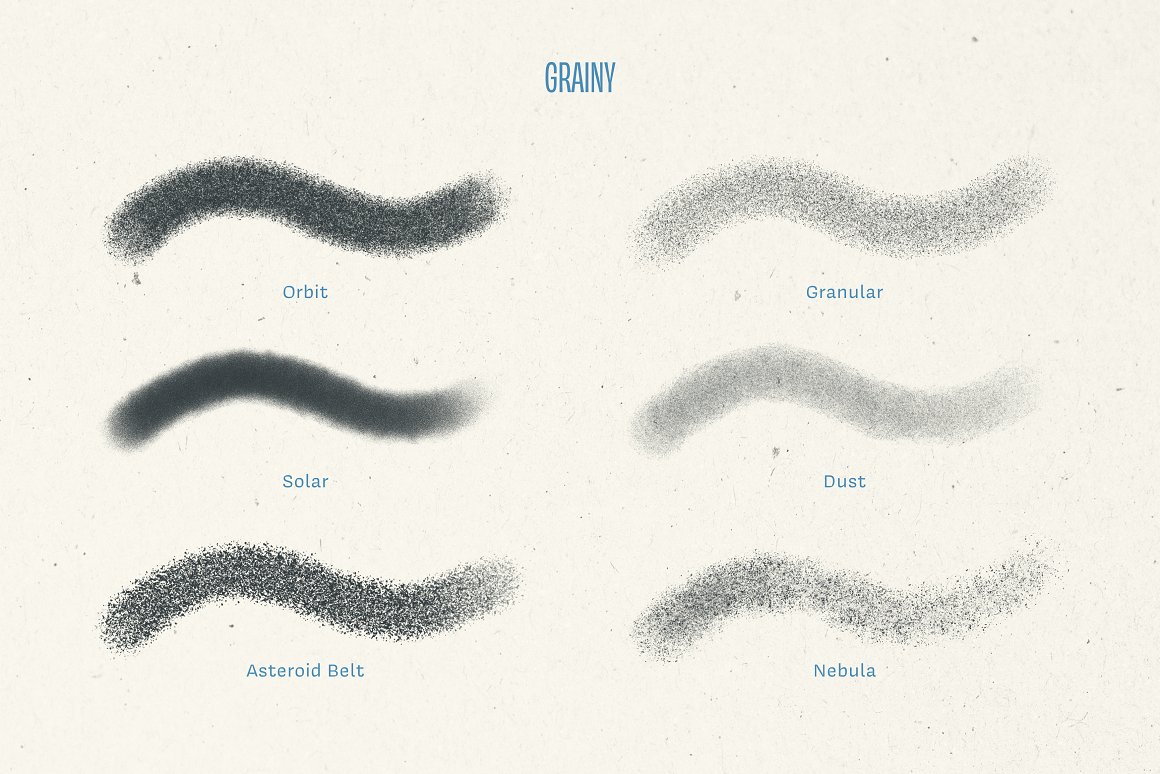 GRAINY
Orbit
Granular
Solar
Dust
Asteroid Belt
Nebula